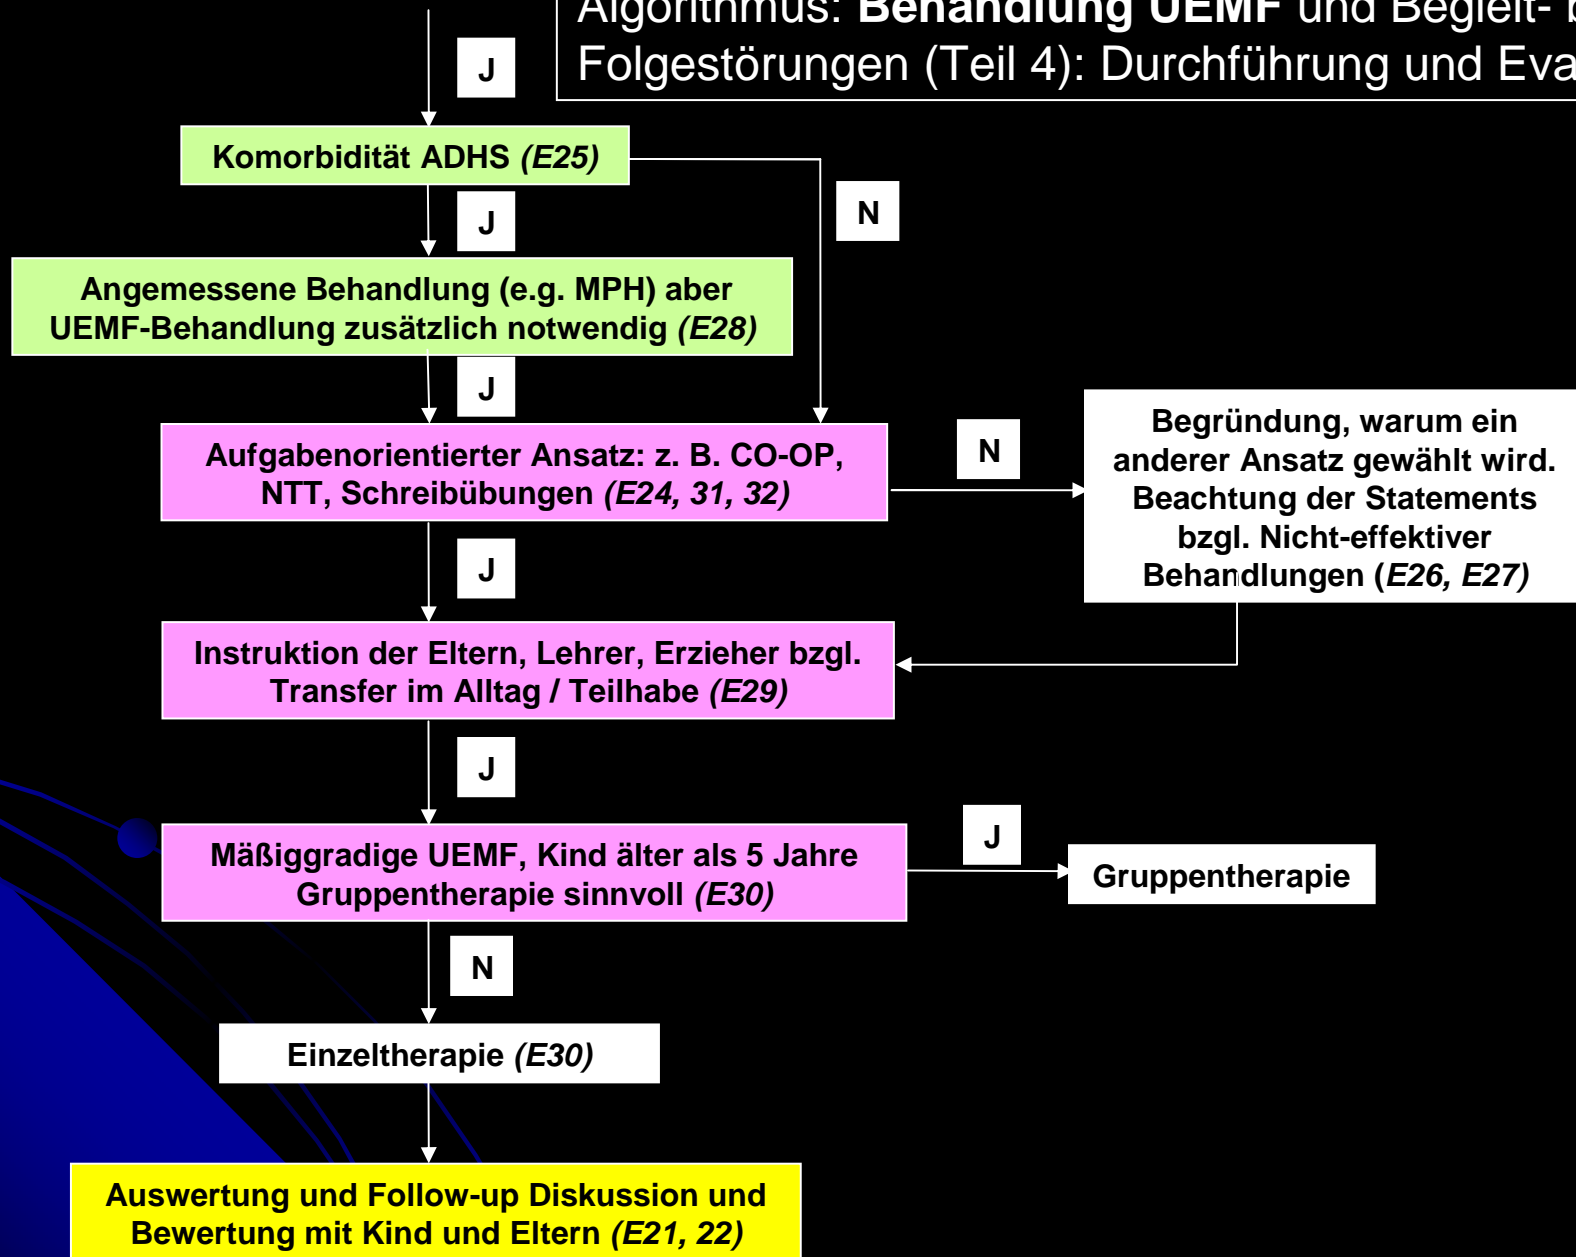 Algorithmus: Behandlung UEMF und Begleit-
Folgestörungen (Teil 4): Durchführung und
J
Komorbidität ADHS (E25)
J
N
Angemessene Behandlung (e.g. MPH) aber
UEMF-Behandlung zusätzlich notwendig (E28)
J
Aufgabenorientierter Ansatz: z. B. CO-OP,
NTT, Schreibübungen (E24, 31, 32)
N
Begründung, warum ein
anderer Ansatz gewählt wird.
Beachtung der Statements
bzgl. Nicht-effektiver
Behandlungen (E26, E27)
J
Instruktion der Eltern, Lehrer, Erzieher bzgl.
Transfer im Alltag / Teilhabe (E29)
J
Mäßiggradige UEMF, Kind älter als 5 Jahre
Gruppentherapie sinnvoll (E30)
J
Gruppentherapie
N
Einzeltherapie (E30)
Auswertung und Follow-up Diskussion und
Bewertung mit Kind und Eltern (E21, 22)